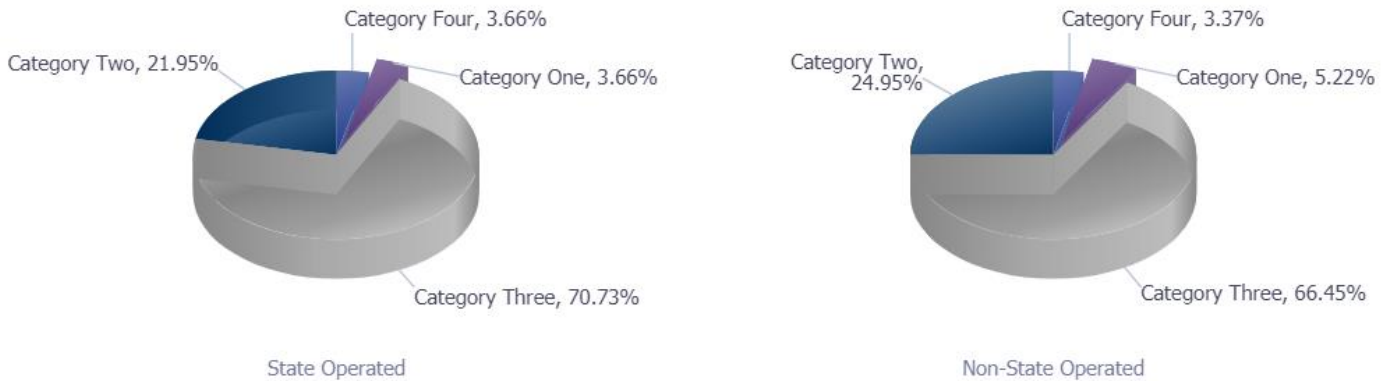 Category Four, 3.66%
Category Two, 21.95%
Category One, 3.66%
Category Three, 70.73%
State Operated
Category Four, 3.37%
Category Two,
24.95%
Category One, 5.22%
Category Three, 66.45%
Non-State Operated